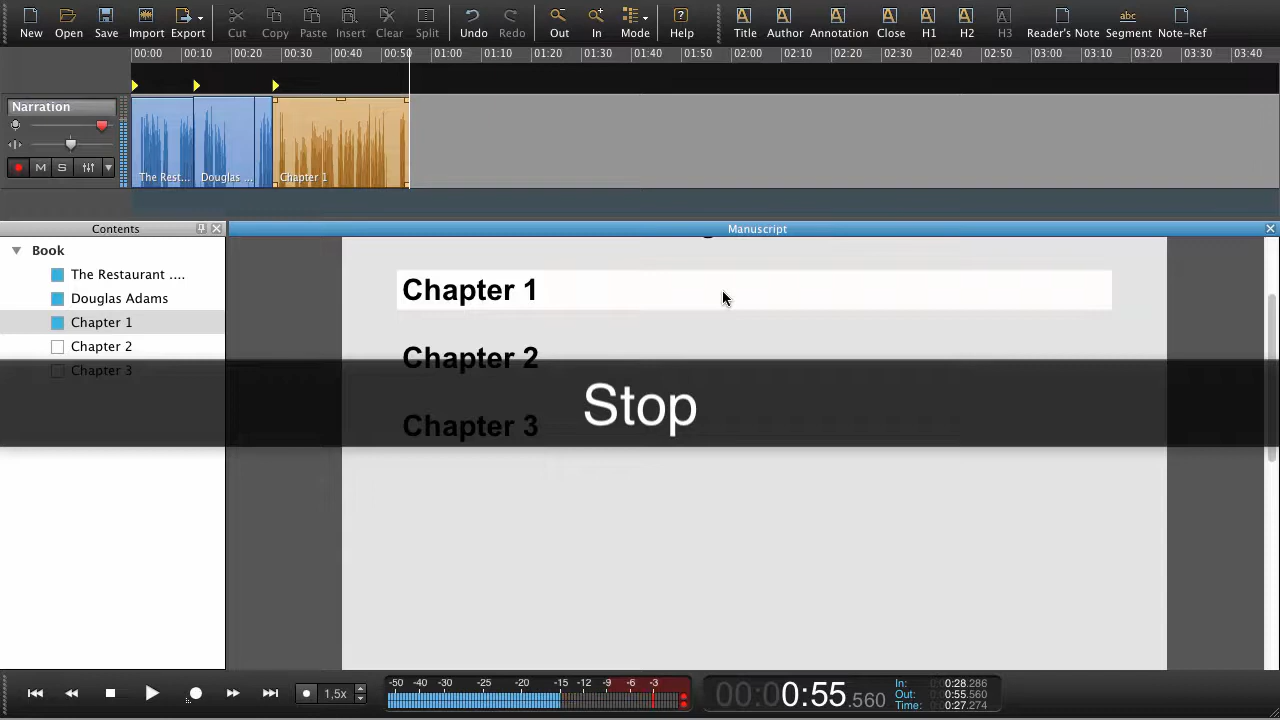 New Open Save Import Export Cut Copy Paste Insert Clear Split Undo Redo Out In Mode Help Title Author Annotation Close H1 H2 H3 Reader's Note Segment Note-Ref
abc
00:00 00:10 00:20 00:30 00:40 00:50 01:00 01:10 01:20 01:30 01:40 01:50 02:00 02:10 02:20 02:30 02:40 02:50 03:00 03:10 03:20 03:30 03:40
Narration
M S
The Rest... Douglas ... Chapter 1
Contents
Manuscript
Book
The Restaurant ....
Douglas Adams
Chapter 1
Chapter 2
Chapter 3
Chapter 1
Chapter 2
Stop
Chapter 3
1,5x
-50 -40 -30 -25 -20 -15 -12 -9 -6 -3
00:00:55.560
In: 0:00:28.286
Out: 0:00:55.560
Time: 0:00:27.274